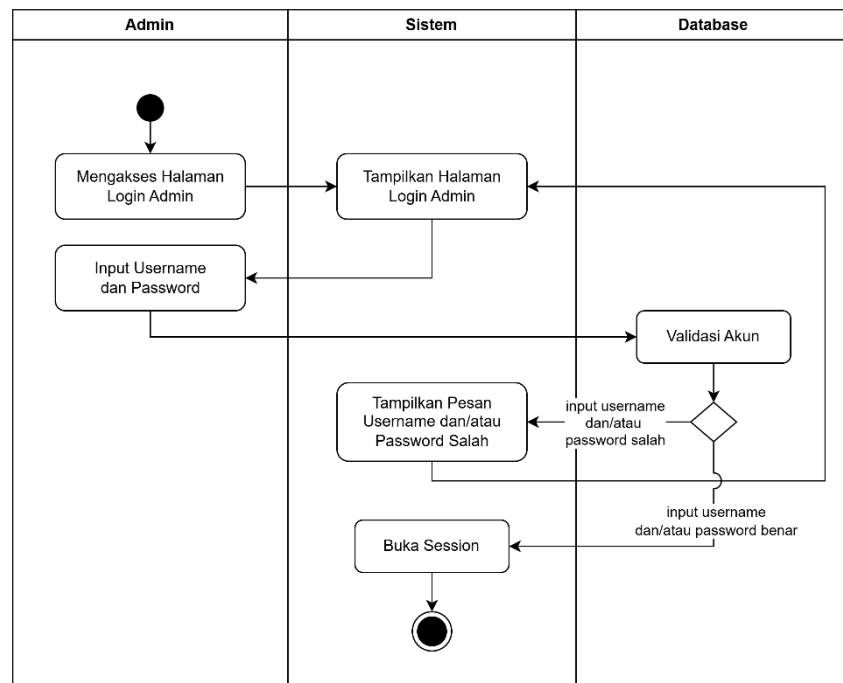 Admin
Sistem
Database
Mengakses Halaman
Login Admin
Tampilkan Halaman
Login Admin
Input Username
dan Password
Validasi Akun
Tampilkan Pesan
Username dan/atau
Password Salah
input username
dan/atau
password salah
input username
dan/atau password benar
Buka Session